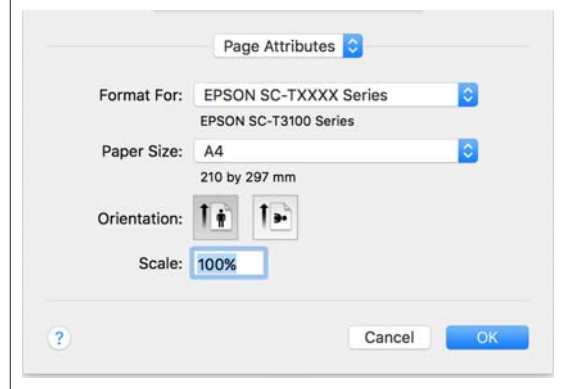 Page Attributes
Format For: EPSON SC-TXXXX Series
EPSON SC-T3100 Series
Paper Size: A4
210 by 297 mm
Orientation:
Scale: 100%
? Cancel OK